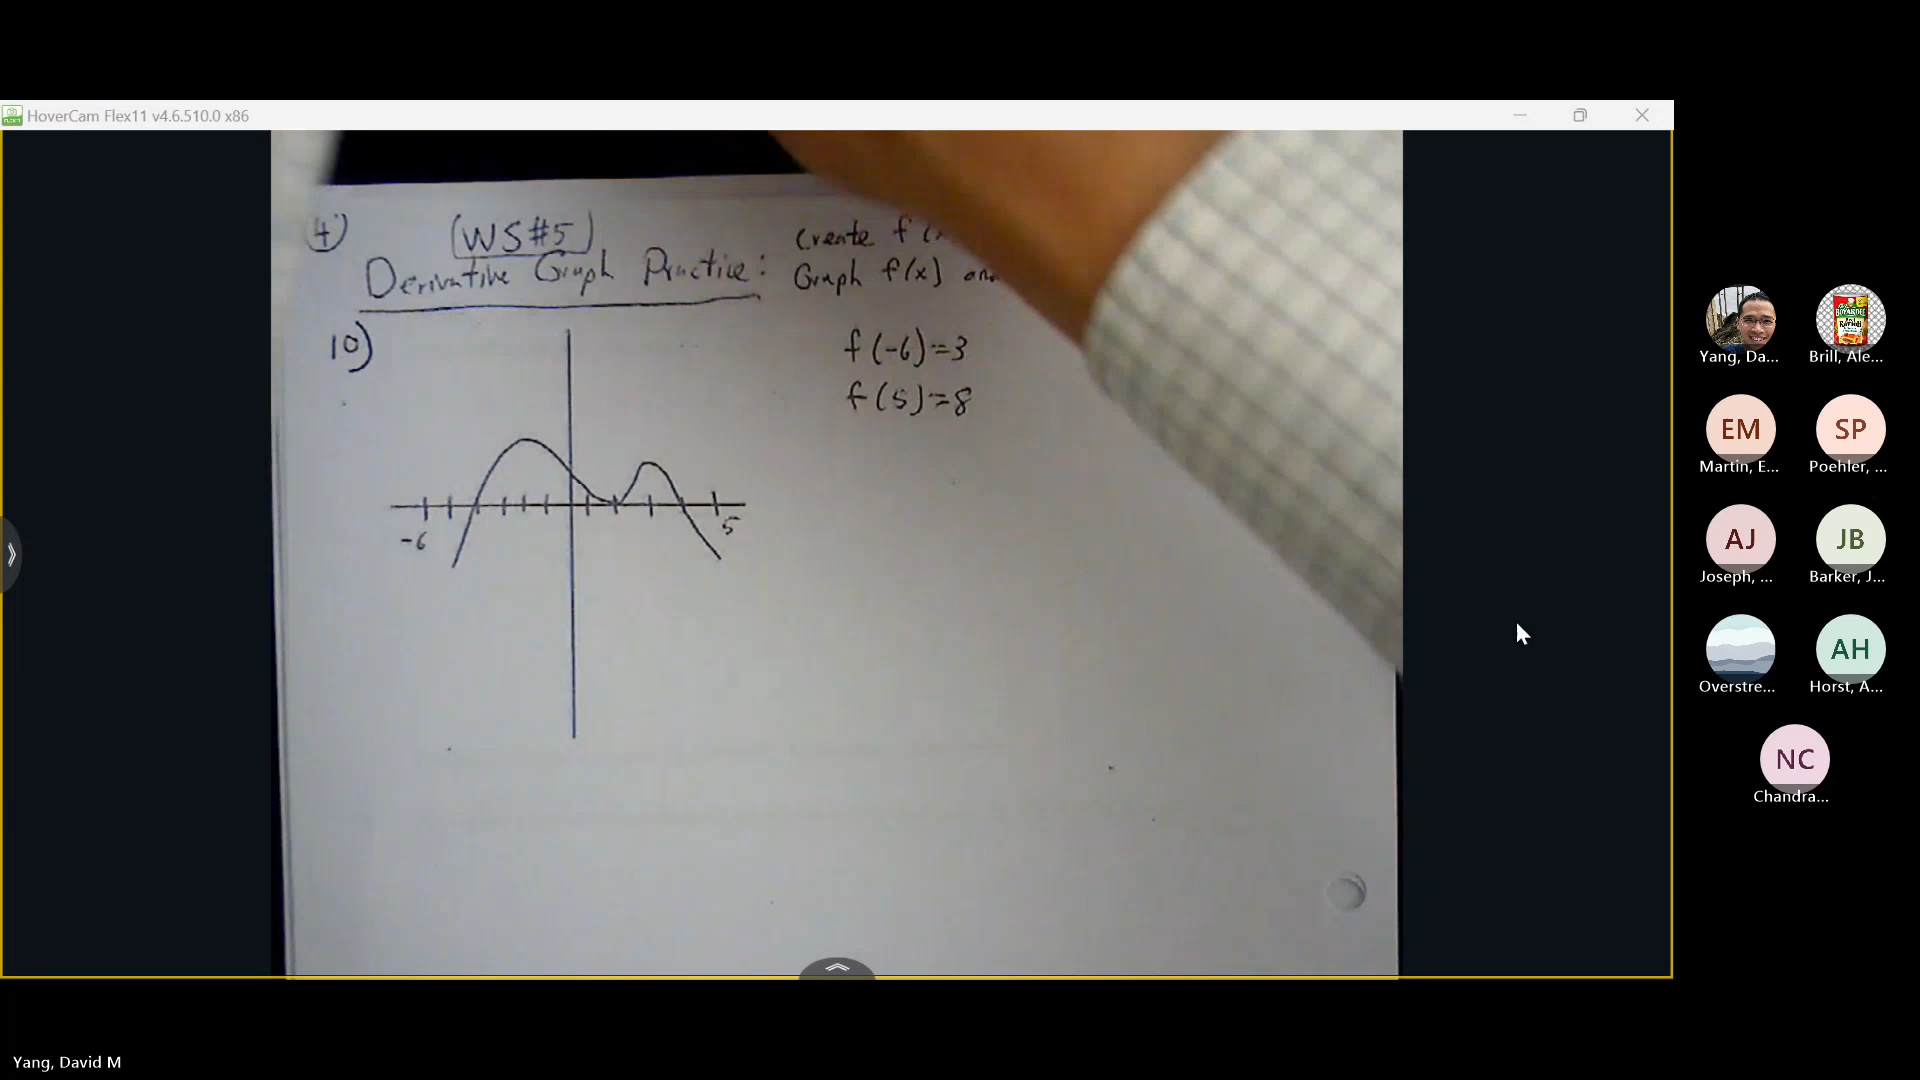 HoverCam Flex11 v4.6.510.0 x86
4)
(WS#5)
Derivative Graph Practice:
Create f(x
Graph f(x) an
10)
f(-6)=3
f(5)=8
-6
5
Yang, Da...
Brill, Ale...
EM
Martin, E...
SP
Poehler, ...
AJ
Joseph, ...
JB
Barker, J...
Overstre...
AH
Horst, A...
NC
Chandra...
Yang, David M